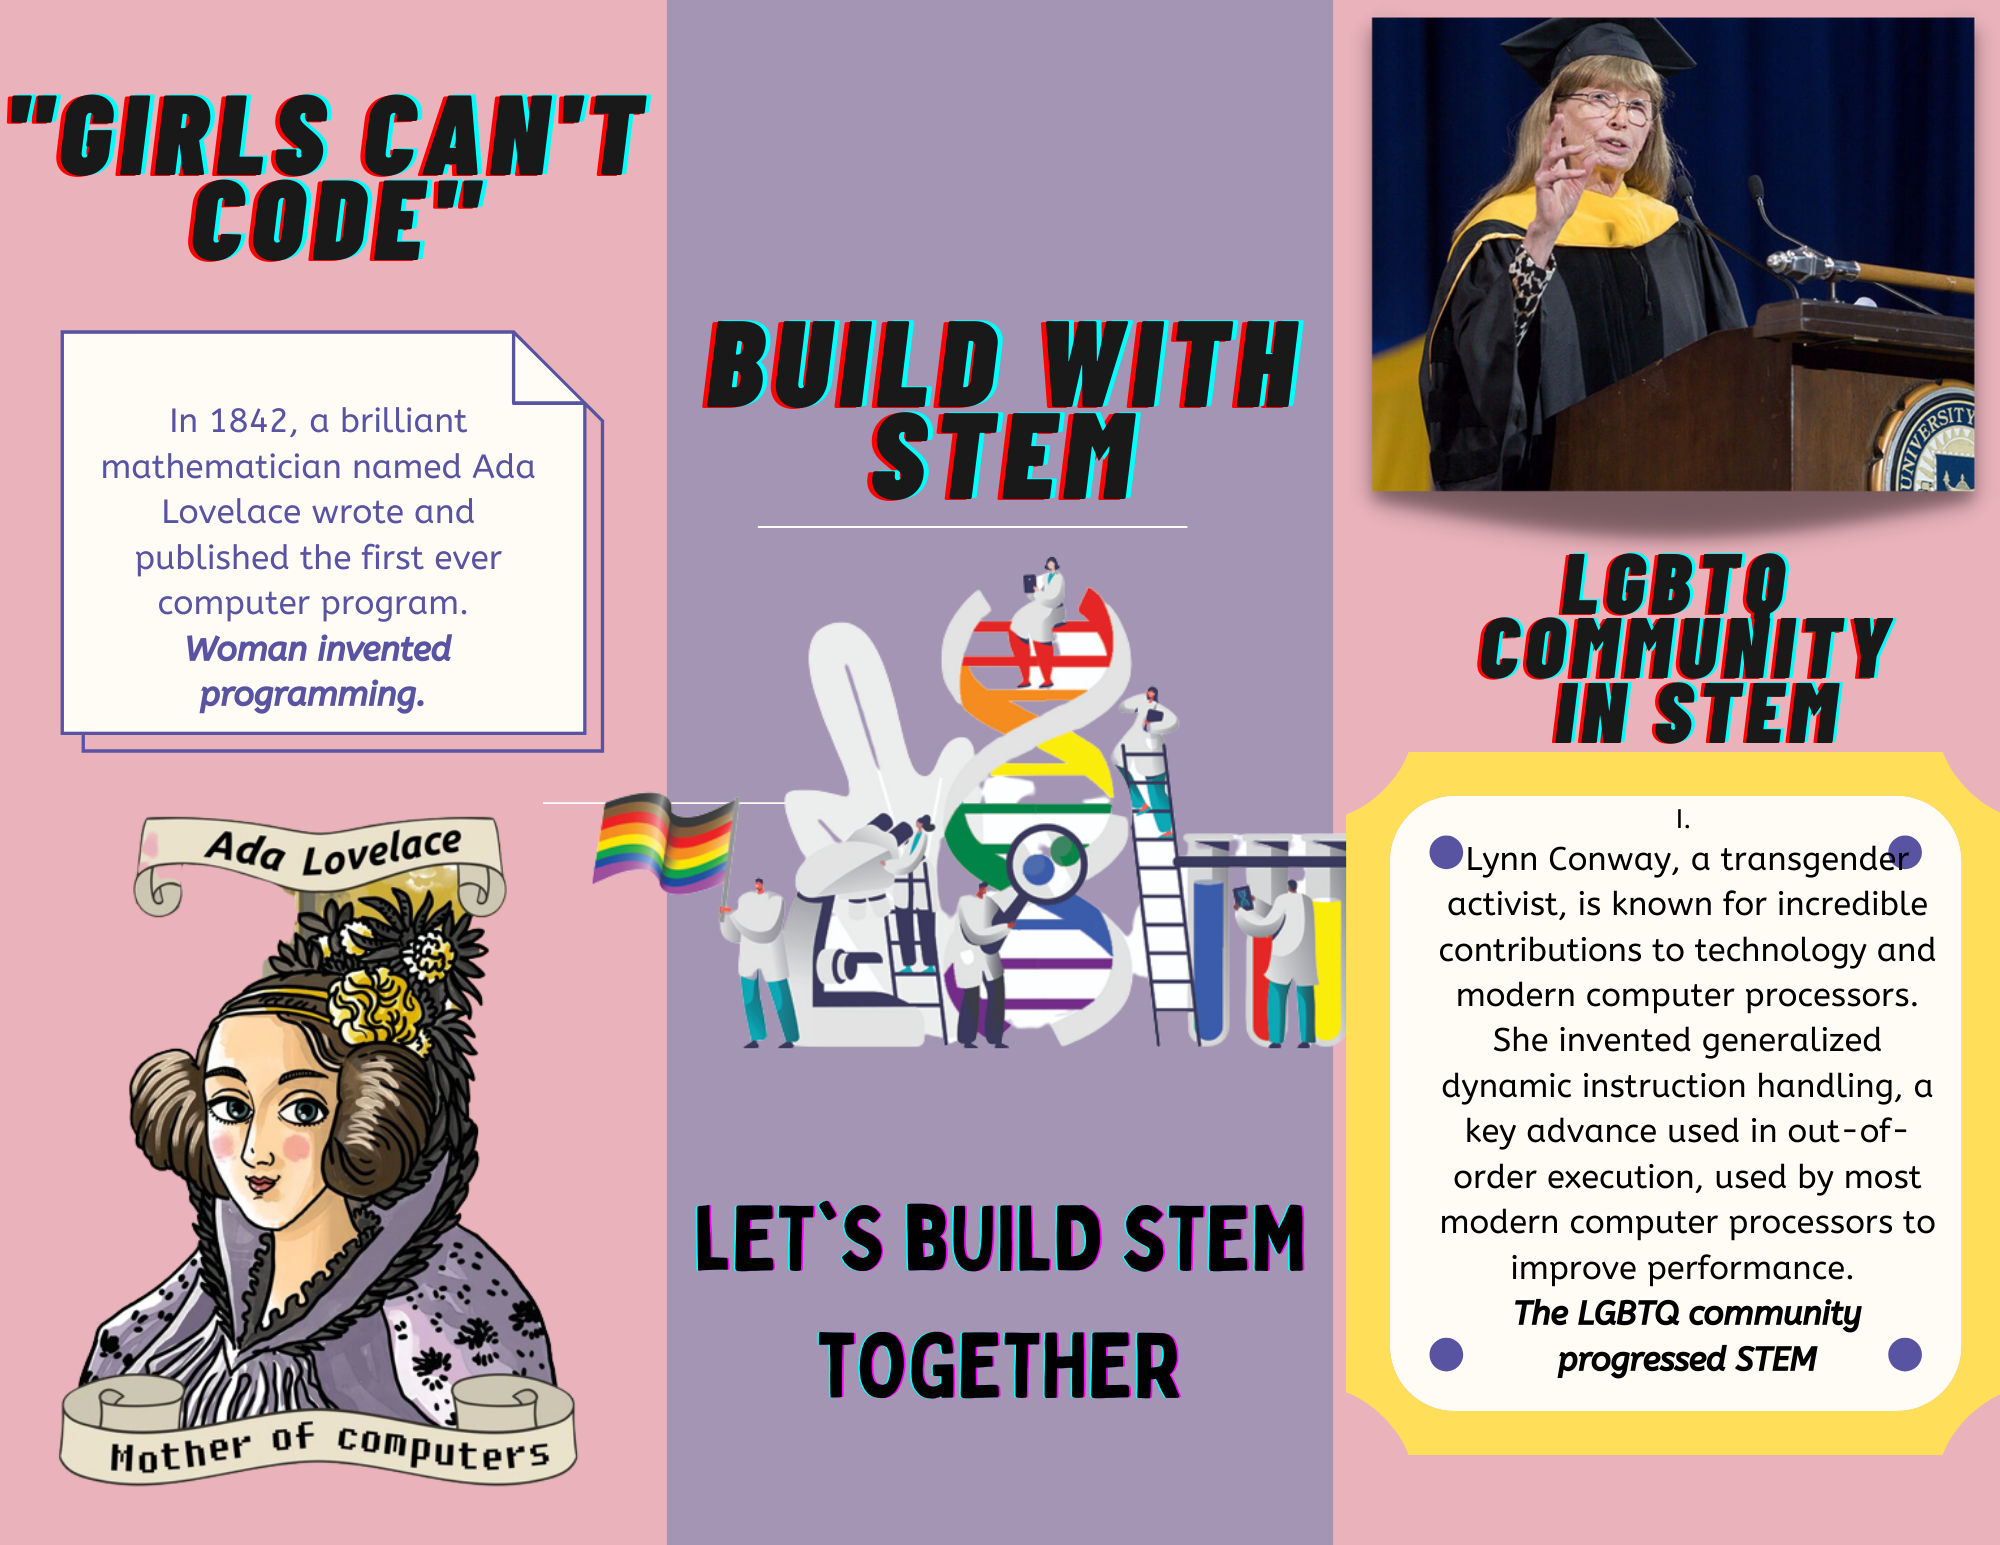 "GIRLS CAN'T
CODE"
In 1842, a brilliant
mathematician named Ada
Lovelace wrote and
published the first ever
computer program.
Woman invented
programming.
Ada Lovelace
Mother of computers
BUILD WITH
STEM
LET`S BUILD STEM
TOGETHER
UNIVERSITY
LGBTQ
COMMUNITY
IN STEM
I.
Lynn Conway, a transgender
activist, is known for incredible
contributions to technology and
modern computer processors.
She invented generalized
dynamic instruction handling, a
key advance used in out-of-
order execution, used by most
modern computer processors to
improve performance.
The LGBTQ community
progressed STEM